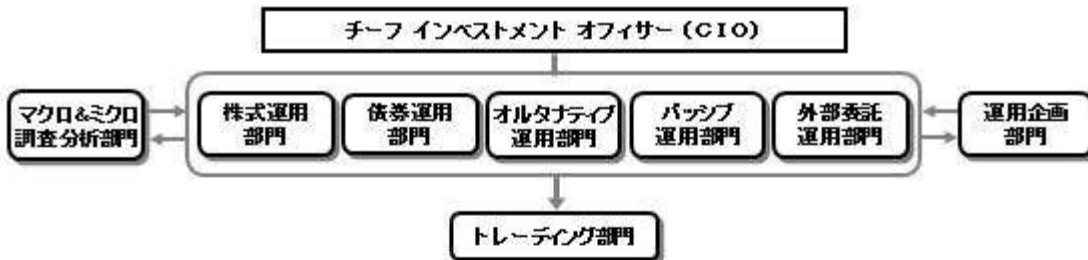 チーフ インベストメント オフィサー（CIO）
マクロ&ミクロ
調査分析部門
株式運用
部門
債券運用
部門
オルタナティブ
運用部門
パッシブ
運用部門
外部委託
運用部門
運用企画
部門
トレーディング部門